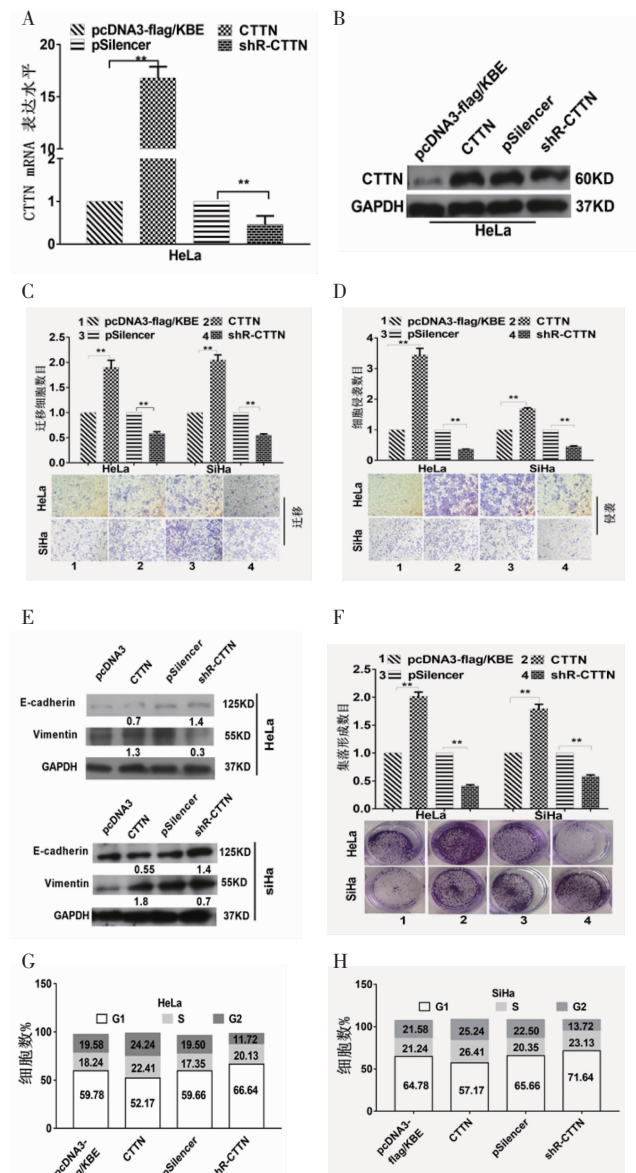 A
pcDNA3-flag/KBE CTTN
pSilencer shR-CTTN
CTTN mRNA 表达水平
20
15
10
2
1
0
**
**
HeLa
B
pcDNA3-flag/KBE CTTN pSilencer shR-CTTN
CTTN 60KD
GAPDH 37KD
HeLa
C
1 pcDNA3-flag/KBE 2 CTTN
3 pSilencer 4 shR-CTTN
迁移细胞数目
2.5
2.0
1.5
1.0
0.5
0.0
** ** ** **
HeLa SiHa
HeLa
SiHa
迁移
1 2 3 4
D
1 pcDNA3-flag/KBE 2 CTTN
3 pSilencer 4 shR-CTTN
细胞侵袭数目
4
3
2
1
0
** ** ** **
HeLa SiHa
HeLa
SiHa
侵袭
1 2 3 4
E
pcDNA3 CTTN pSilencer shR-CTTN
E-cadherin 125KD
0.7 1.4
Vimentin 55KD
1.3 0.3
GAPDH 37KD
HeLa
pcDNA3 CTTN pSilencer shR-CTTN
E-cadherin 125KD
0.55 1.4
Vimentin 55KD
1.8 0.7
GAPDH 37KD
siHa
F
1 pcDNA3-flag/KBE 2 CTTN
3 pSilencer 4 shR-CTTN
集落形成数目
2.5
2.0
1.5
1.0
0.5
0.0
** ** ** **
HeLa SiHa
HeLa
SiHa
1 2 3 4
G
HeLa
G1 S G2
细胞数%
150
100
50
0
19.58 24.24 19.50 11.72
18.24 22.41 17.35 20.13
59.78 52.17 59.66 66.64
CTTN pSilencer
H
SiHa
G1 S G2
细胞数%
150
100
50
0
21.58 25.24 22.50 13.72
21.24 26.41 20.35 23.13
64.78 57.17 65.66 71.64
pcDNA3-
flag/KBE CTTN pSilencer shR-CTTN